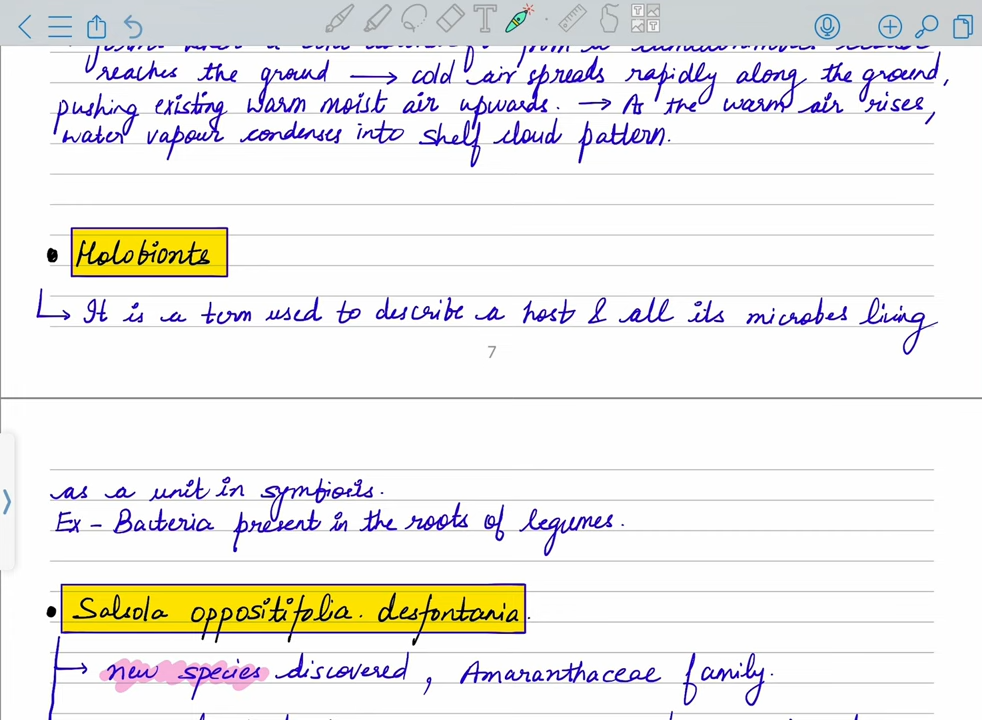 reaches the ground → cold air spreads rapidly along the ground,
pushing existing warm moist air upwards. → As the warm air rises,
water vapour condenses into shelf cloud pattern.
• Holobionts
↳ It is a term used to describe a host & all its microbes living
7
as a unit in symbiosis.
Ex - Bacteria present in the roots of legumes.
• Salsola oppositifolia. desfontania.
→ new species discovered, Amaranthaceae family.